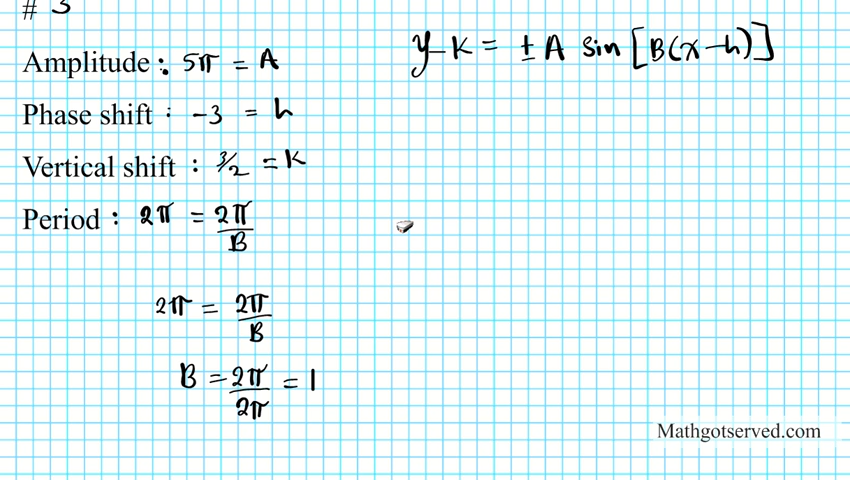 # 3
y-K = ± A sin [B(x-h)]
Amplitude : 5π = A
Phase shift : -3 = h
Vertical shift : 3/2 = K
Period : 2π = 2π/B
2π = 2π/B
B = 2π/2π = 1
Mathgotserved.com